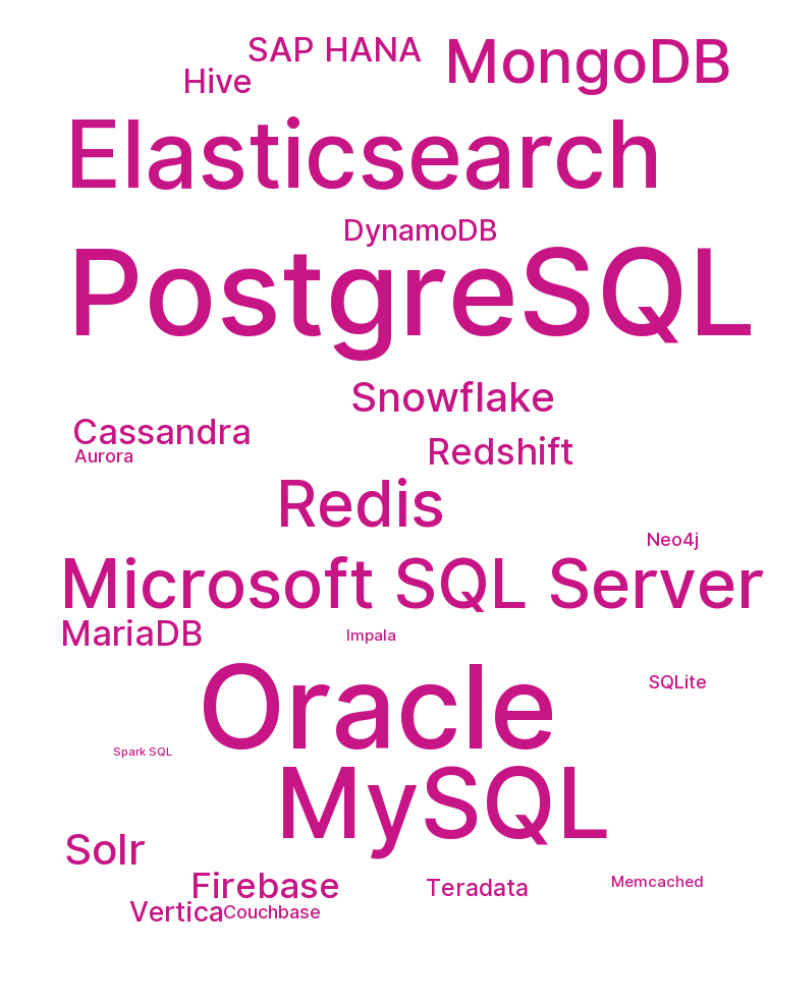 SAP HANA
MongoDB
Hive
Elasticsearch
DynamoDB
PostgreSQL
Snowflake
Cassandra
Redshift
Aurora
Redis
Neo4j
Microsoft SQL Server
MariaDB
Impala
SQLite
Oracle
Spark SQL
MySQL
Solr
Firebase
Teradata
Memcached
Vertica
Couchbase